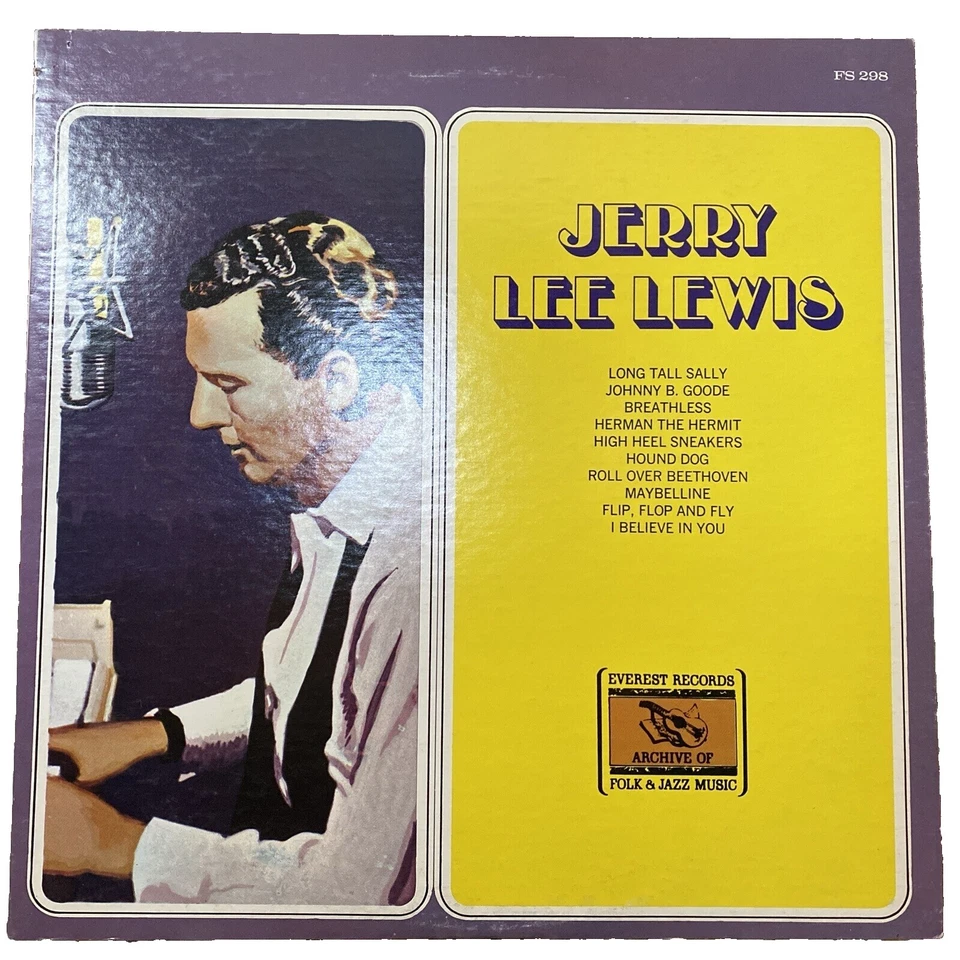 FS 298
JERRY
LEE LEWIS
LONG TALL SALLY
JOHNNY B. GOODE
BREATHLESS
HERMAN THE HERMIT
HIGH HEEL SNEAKERS
HOUND DOG
ROLL OVER BEETHOVEN
MAYBELLINE
FLIP, FLOP AND FLY
I BELIEVE IN YOU
EVEREST RECORDS
ARCHIVE OF
FOLK & JAZZ MUSIC